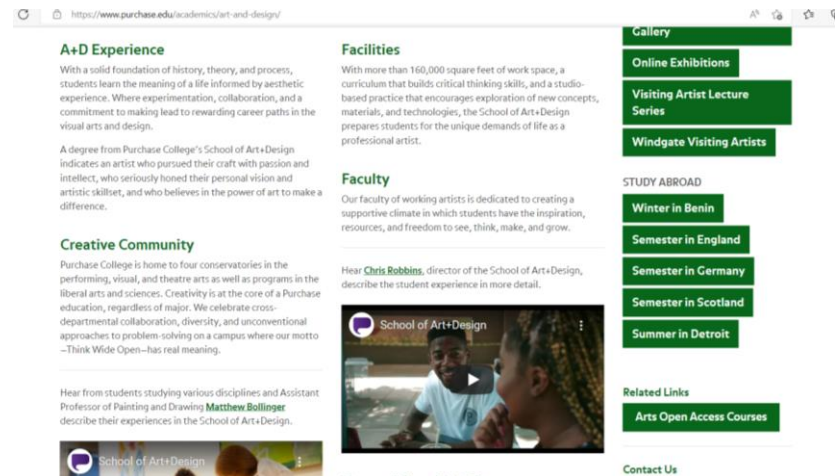 https://www.purchase.edu/academics/art-and-design/
A+D Experience
With a solid foundation of history, theory, and process,
students learn the meaning of a life informed by aesthetic
experience. Where experimentation, collaboration, and a
commitment to making lead to rewarding career paths in the
visual arts and design.
A degree from Purchase College's School of Art+Design
indicates an artist who pursued their craft with passion and
intellect, who seriously honed their personal vision and
artistic skillset, and who believes in the power of art to make a
difference.
Creative Community
Purchase College is home to four conservatories in the
performing, visual, and theatre arts as well as programs in the
liberal arts and sciences. Creativity is at the core of a Purchase
education, regardless of major. We celebrate cross-
departmental collaboration, diversity, and unconventional
approaches to problem-solving on a campus where our motto
—Think Wide Open—has real meaning.
Hear from students studying various disciplines and Assistant
Professor of Painting and Drawing Matthew Bollinger
describe their experiences in the School of Art+Design.
School of Art+Design
Facilities
With more than 160,000 square feet of work space, a
curriculum that builds critical thinking skills, and a studio-
based practice that encourages exploration of new concepts,
materials, and technologies, the School of Art+Design
prepares students for the unique demands of life as a
professional artist.
Faculty
Our faculty of working artists is dedicated to creating a
supportive climate in which students have the inspiration,
resources, and freedom to see, think, make, and grow.
Hear Chris Robbins, director of the School of Art+Design,
describe the student experience in more detail.
School of Art+Design
Gallery
Online Exhibitions
Visiting Artist Lecture
Series
Windgate Visiting Artists
STUDY ABROAD
Winter in Benin
Semester in England
Semester in Germany
Semester in Scotland
Summer in Detroit
Related Links
Arts Open Access Courses
Contact Us